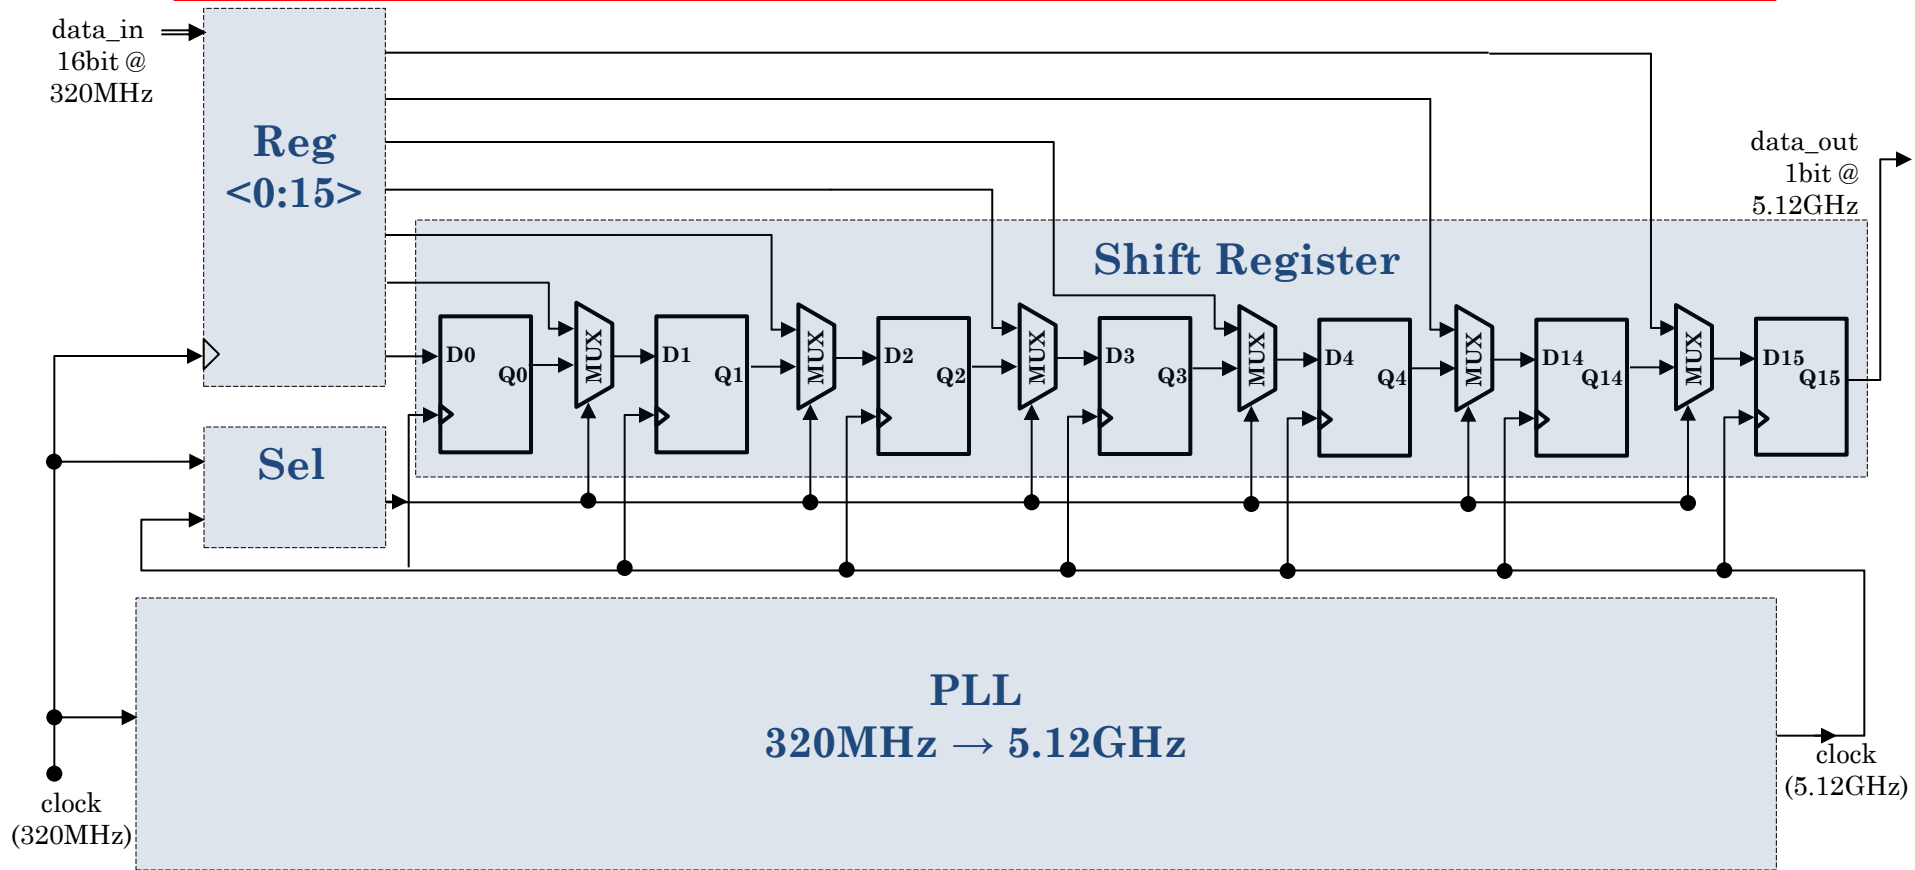 data_in
16bit @
320MHz
Reg
<0:15>
data_out
1bit @
5.12GHz
Shift Register
D0
Q0
MUX
D1
Q1
MUX
D2
Q2
MUX
D3
Q3
MUX
D4
Q4
MUX
D14
Q14
MUX
D15
Q15
Sel
PLL
320MHz → 5.12GHz
clock
(5.12GHz)
clock
(320MHz)